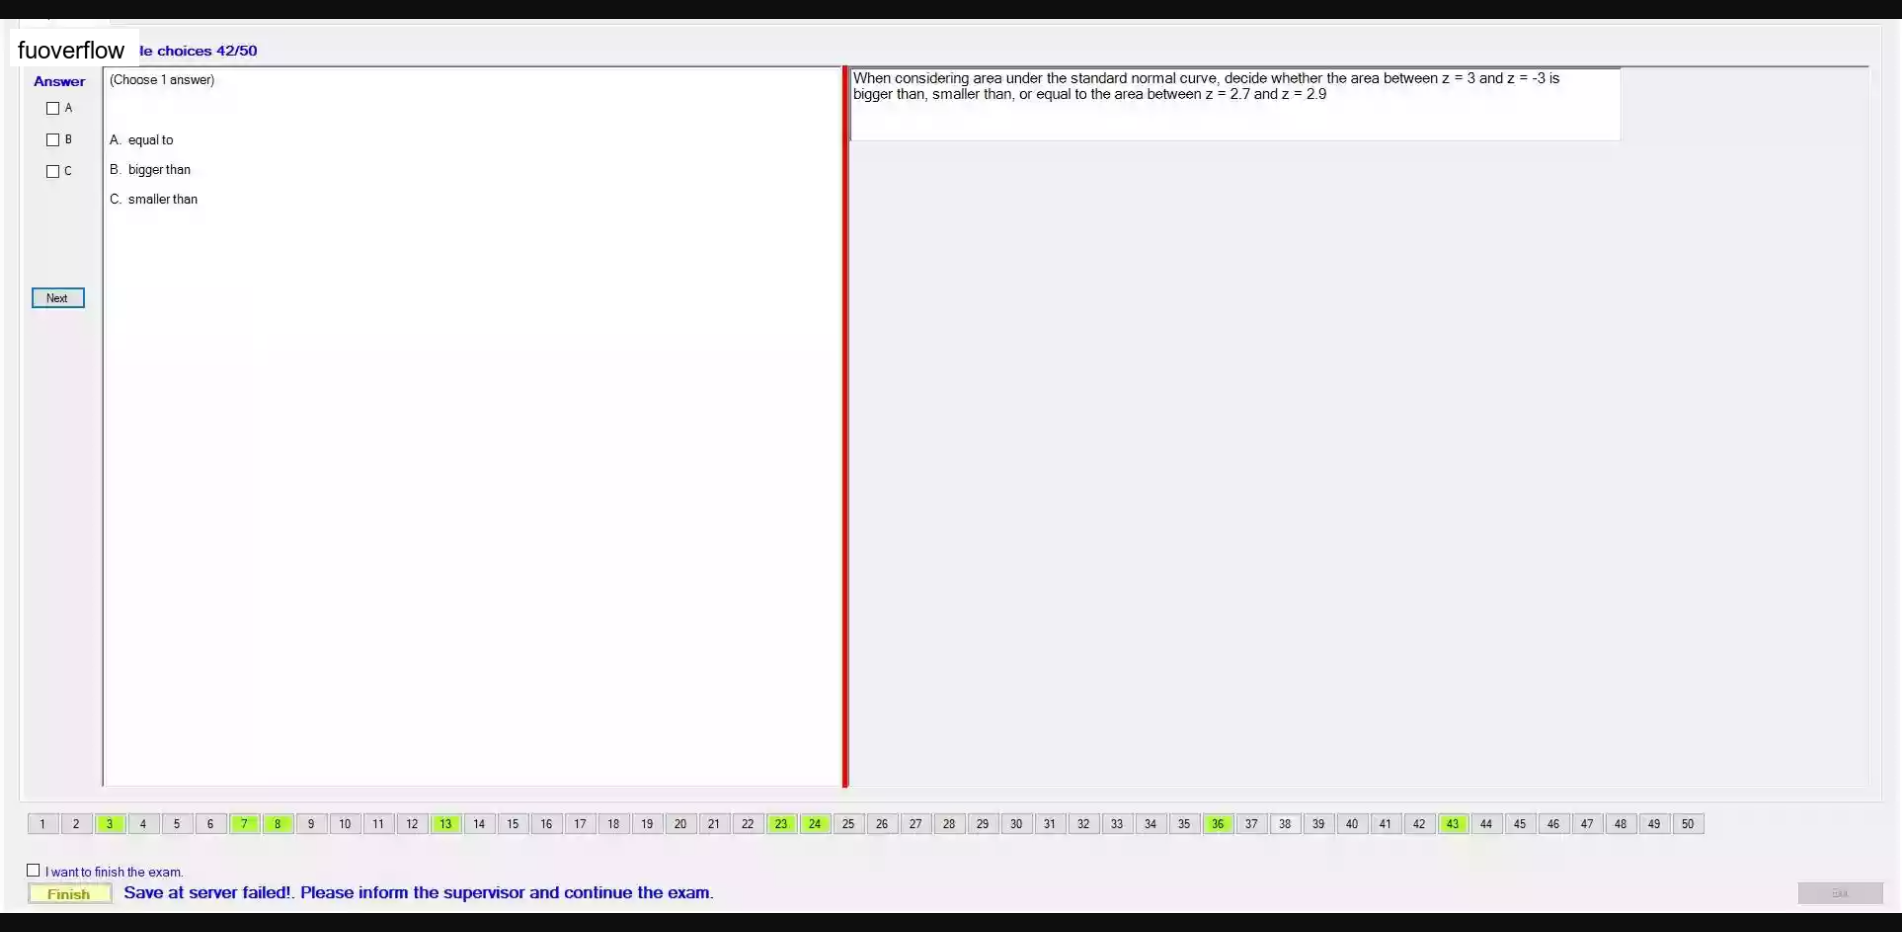 fuoverflow
le choices 42/50
Answer
(Choose 1 answer)
A
B
C
A. equal to
B. bigger than
C. smaller than
Next
When considering area under the standard normal curve, decide whether the area between z = 3 and z = -3 is
bigger than, smaller than, or equal to the area between z = 2.7 and z = 2.9
1 2 3 4 5 6 7 8 9 10 11 12 13 14 15 16 17 18 19 20 21 22 23 24 25 26 27 28 29 30 31 32 33 34 35 36 37 38 39 40 41 42 43 44 45 46 47 48 49 50
I want to finish the exam.
Finish
Save at server failed!. Please inform the supervisor and continue the exam.